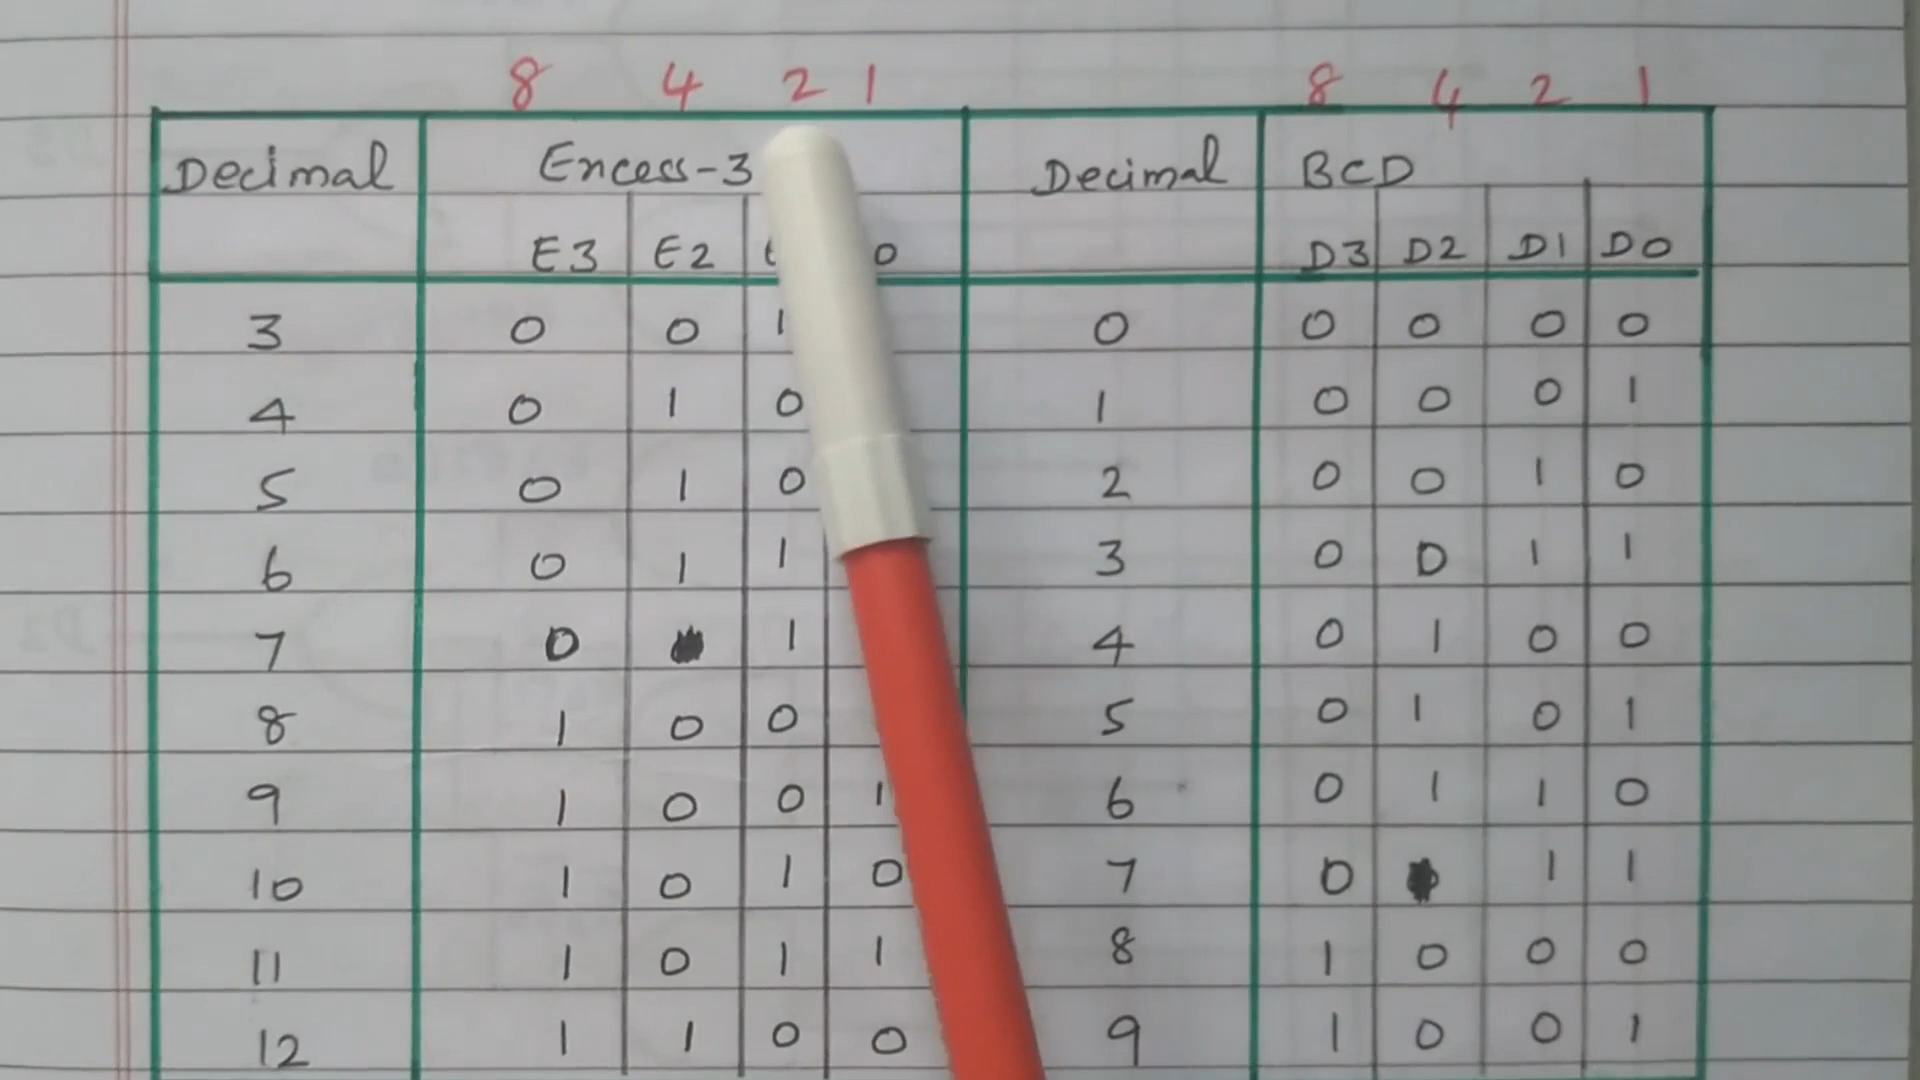 8 4 2 1 8 4 2 1
Decimal Excess-3 Decimal BCD
E3 E2 0 D3 D2 D1 D0
3 0 0 1 0 0 0 0 0
4 0 1 0 1 0 0 0 1
5 0 1 0 2 0 0 1 0
6 0 1 1 3 0 0 1 1
7 0 1 4 0 1 0 0
8 1 0 0 5 0 1 0 1
9 1 0 0 1 6 0 1 1 0
10 1 0 1 0 7 0 1 1
11 1 0 1 1 8 1 0 0 0
12 1 1 0 0 9 1 0 0 1